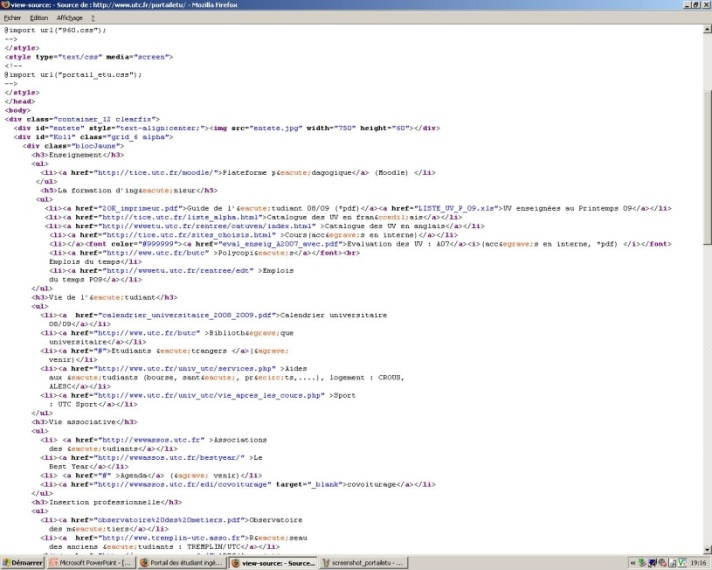 view-source: - Source de : http://www.utc.fr/portailetu/ - Mozilla Firefox
Fichier Edition Affichage ?
@import url("960.css");
-->
</style>
<style type="text/css" media="screen">
<!--
@import url("portail_etu.css");
-->
</style>
</head>
<body>
<div class="container_12 clearfix">
<div id="entete" style="text-align:center;"><img src="entete.jpg" width="750" height="60"></div>
<div id="Kol1" class="grid_6 alpha">
<div class="blocJaune">
<h3>Enseignement</h3>
<ul>
<li><a href="http://tice.utc.fr/moodle/">Plateforme p&eacute;dagogique</a> (Moodle) </li>
</ul>
<h5>La formation d'ing&eacute;nieur</h5>
<ul>
<li><a href="2OK_imprimeur.pdf">Guide de l'&eacute;tudiant 08/09 (*pdf)</a><a href="LISTE_UV_P_09.xls">UV enseignées au Printemps 09</a></li>
<li><a href="http://tice.utc.fr/liste_alpha.html">Catalogue des UV en fran&ccedil;ais</a></li>
<li><a href="http://wwwetu.utc.fr/rentree/catuven/index.html" >Catalogue des UV en anglais</a></li>
<li><a href="http://tice.utc.fr/sites_choisis.html" >Cours(acc&egrave;s en interne)</a></li>
<li></a><font color="#999999"><a href="eval_enseig_A2007_avec.pdf">Evaluation des UV : A07</a><i>(acc&egrave;s en interne, *pdf) </i></font>
<li><a href="http://www.utc.fr/butc" >Polycopi&eacute;s</a></font><br>
Emplois du temps</li>
<li><a href="http://wwwetu.utc.fr/rentree/edt" >Emplois
du temps P09</a></li>
</ul>
<h3>Vie de l'&eacute;tudiant</h3>
<ul>
<li><a  href="calendrier_universitaire_2008_2009.pdf">Calendrier universitaire
08/09</a></li>
<li><a href="http://www.utc.fr/butc" >Biblioth&egrave;que
universitaire</a></li>
<li><a href="#">Etudiants &eacute;trangers </a>(&agrave;
venir)</li>
<li><a href="http://www.utc.fr/univ_utc/services.php" >Aides
aux &eacute;tudiants (bourse, sant&eacute;, pr&ecirc;ts,....), logement : CROUS,
ALESC</a></li>
<li><a href="http://www.utc.fr/univ_utc/vie_apres_les_cours.php" >Sport
: UTC Sport</a></li>
</ul>
<h3>Vie associative</h3>
<ul>
<li> <a href="http://wwwassos.utc.fr" >Associations
des &eacute;tudiants</a></li>
<li><a href="http://wwwassos.utc.fr/bestyear/" >Le
Best Year</a></li>
<li> <a href="#" >Agenda</a> (&agrave; venir)</li>
<li><a href="http://wwwassos.utc.fr/edi/covoiturage" target="_blank">covoiturage</a></li>
</ul>
<h3>Insertion professionnelle</h3>
<ul>
<li><a href="observatoire%20des%20metiers.pdf">Observatoire
des m&eacute;tiers</a></li>
<li><a href="http://www.tremplin-utc.asso.fr">R&eacute;seau
des anciens &eacute;tudiants : TREMPLIN/UTC</a></li>
Démarrer Microsoft PowerPoint - [... Portail des étudiant ingé... view-source: - Source... screenshot_portailetu - ... 19:16